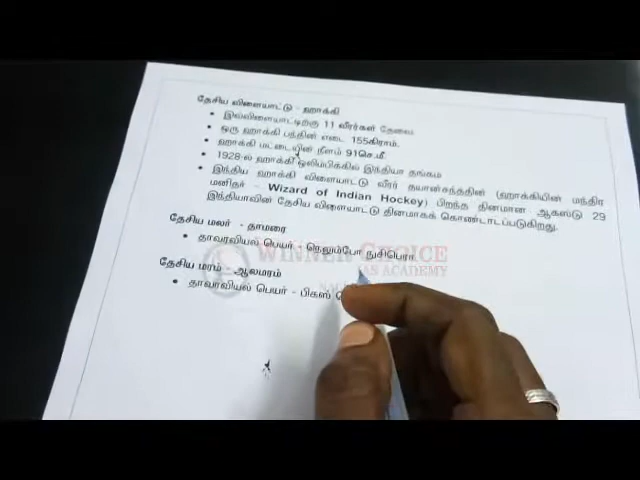 தேசிய விளையாட்டு - ஹாக்கி
• இவ்விளையாட்டிற்கு 11 வீரர்கள் தேவை
• ஒரு ஹாக்கி பந்தின் எடை 155கிராம்.
• ஹாக்கி மட்டையின் நீளம் 91செ.மீ
• 1928-ல ஹாக்கி ஒலிம்பிக்கில் இந்தியா தங்கம்
• இந்திய ஹாக்கி விளையாட்டு வீரர் தயான்சந்தத்தின் (ஹாக்கியின் மந்திர
மனிதர் - Wizard of Indian Hockey) பிறந்த தினமான ஆகஸ்டு 29
இந்தியாவின் தேசிய விளையாட்டு தினமாகக் கொண்டாடப்படுகிறது.
தேசிய மலர் - தாமரை
• தாவரவியல் பெயர் - நெலும்போ நுசிபெரா
WINNER CHOICE
IAS ACADEMY
தேசிய மரம் - ஆலமரம்
• தாவரவியல் பெயர் - பிகஸ்